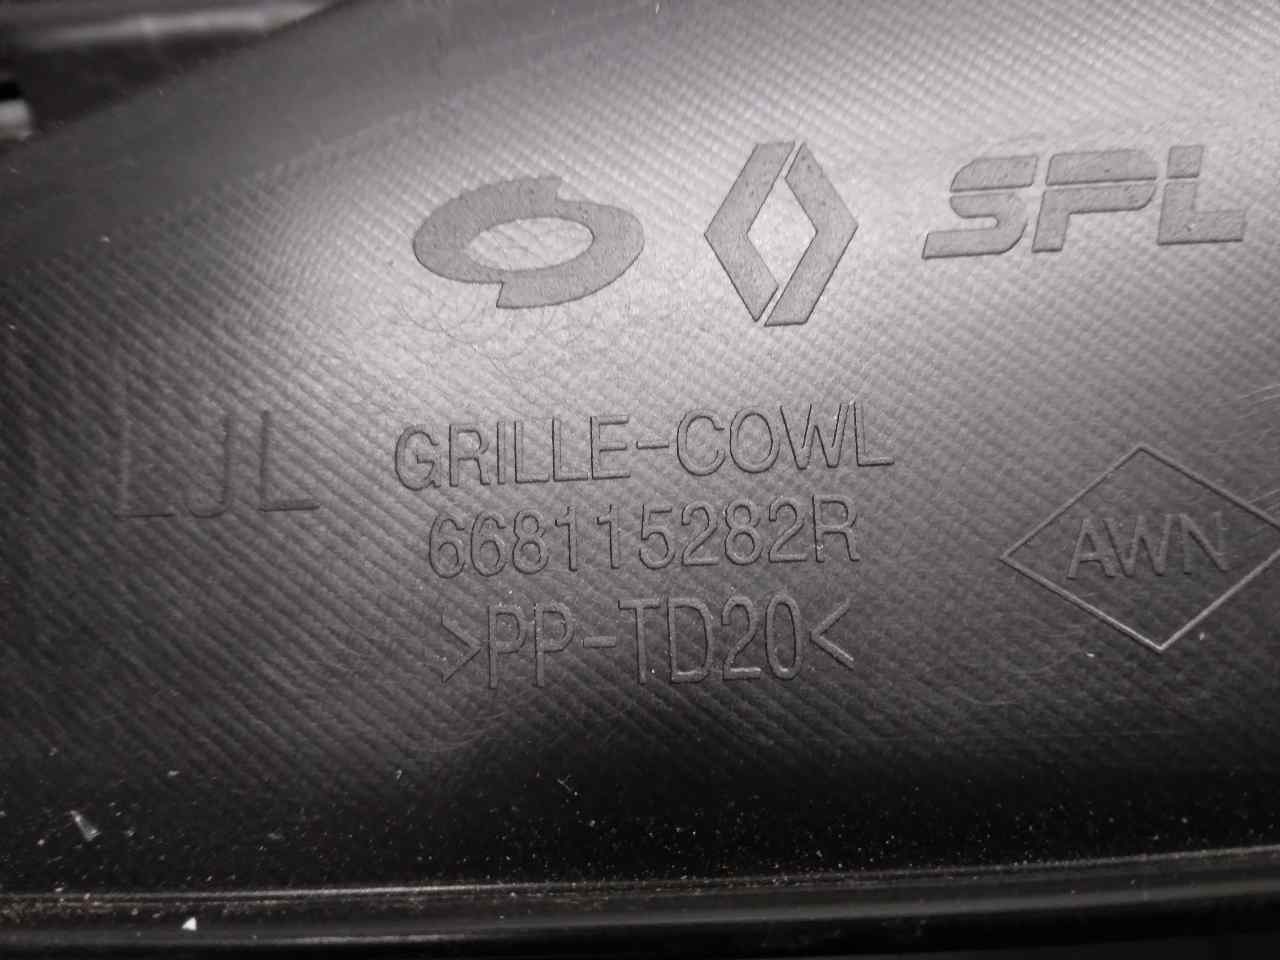 SPL
LJL
GRILLE-COWL
668115282R
>PP-TD20<
AWN